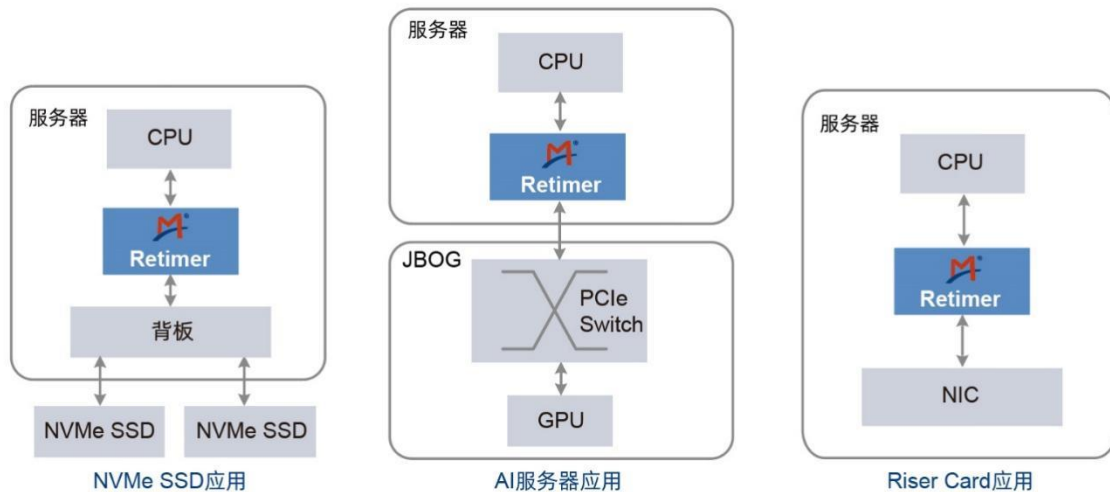 服务器
CPU
Retimer
背板
NVMe SSD
NVMe SSD
NVMe SSD应用
服务器
CPU
Retimer
JBOG
PCIe
Switch
GPU
AI服务器应用
服务器
CPU
Retimer
NIC
Riser Card应用